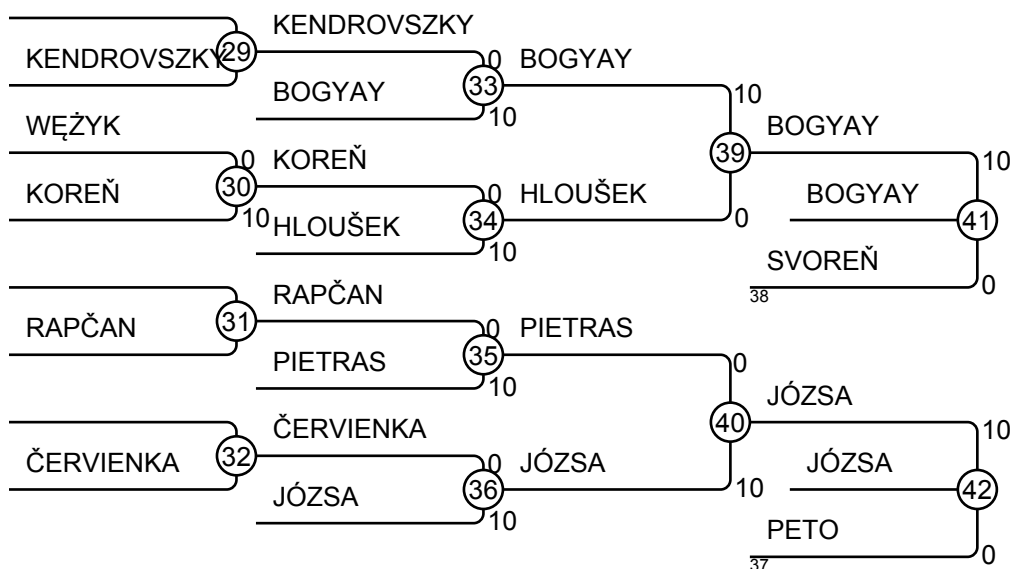 KENDROVSZKY
KENDROVSZKY 29
0 BOGYAY
BOGYAY 33
10
10
WĘŻYK
BOGYAY
0 KOREŇ
39
10
KOREŇ 30
0 HLOUŠEK
BOGYAY
10
HLOUŠEK 34
0
41
10
SVOREŇ
RAPČAN
38
0
RAPČAN 31
0 PIETRAS
PIETRAS 35
0
10
JÓZSA
ČERVIENKA
40
10
ČERVIENKA 32
0 JÓZSA
JÓZSA
JÓZSA 36
10
42
10
PETO
37
0